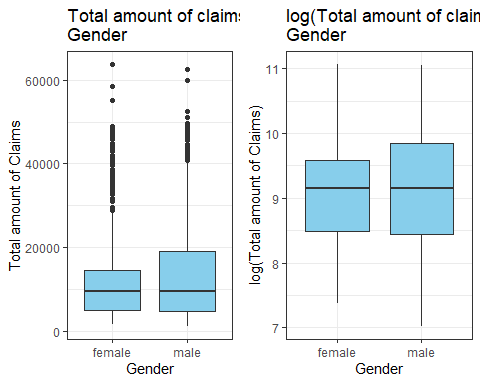 Total amount of claims
Gender
Total amount of Claims
60000
40000
20000
0
female
male
Gender
log(Total amount of claim
Gender
log(Total amount of Claims)
11
10
9
8
7
female
male
Gender